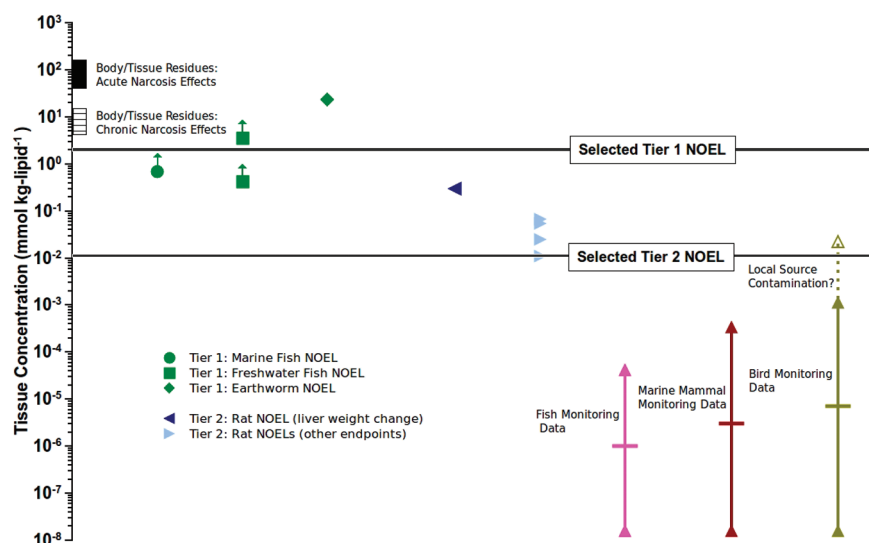 10³
10²
10¹
10⁰
10⁻¹
10⁻²
10⁻³
10⁻⁴
10⁻⁵
10⁻⁶
10⁻⁷
10⁻⁸
Tissue Concentration (mmol kg-lipid⁻¹ )
Body/Tissue Residues:
Acute Narcosis Effects
Body/Tissue Residues:
Chronic Narcosis Effects
Selected Tier 1 NOEL
Selected Tier 2 NOEL
Local Source
Contamination?
Tier 1: Marine Fish NOEL
Tier 1: Freshwater Fish NOEL
Tier 1: Earthworm NOEL
Tier 2: Rat NOEL (liver weight change)
Tier 2: Rat NOELs (other endpoints)
Fish Monitoring
Data
Marine Mammal
Monitoring Data
Bird Monitoring
Data